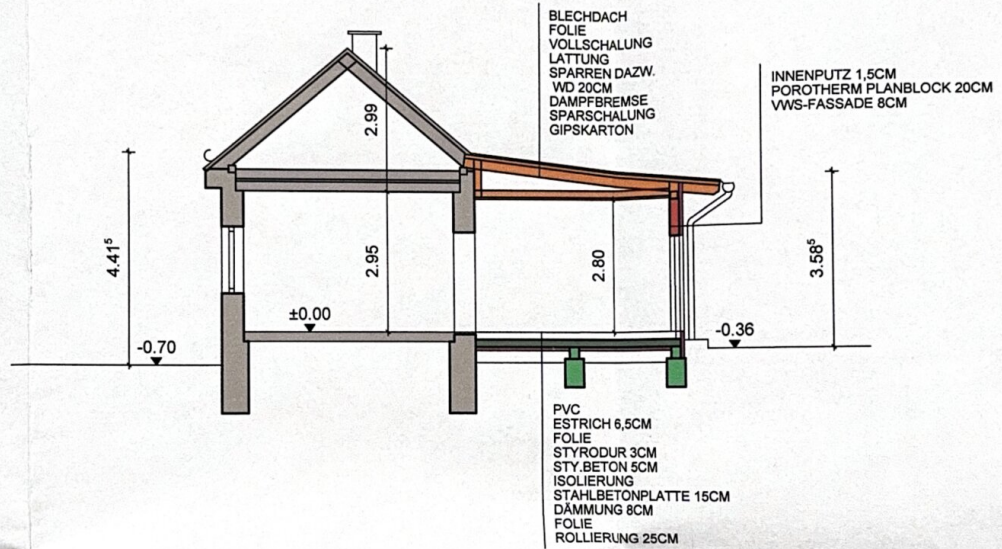 BLECHDACH
FOLIE
VOLLSCHALUNG
LATTUNG
SPARREN DAZW.
WD 20CM
DAMPFBREMSE
SPARSCHALUNG
GIPSKARTON
INNENPUTZ 1,5CM
POROTHERM PLANBLOCK 20CM
VWS-FASSADE 8CM
2.99
4.41⁵
2.95
2.80
3.58⁵
±0.00
-0.70
-0.36
PVC
ESTRICH 6,5CM
FOLIE
STYRODUR 3CM
STY.BETON 5CM
ISOLIERUNG
STAHLBETONPLATTE 15CM
DÄMMUNG 8CM
FOLIE
ROLLIERUNG 25CM